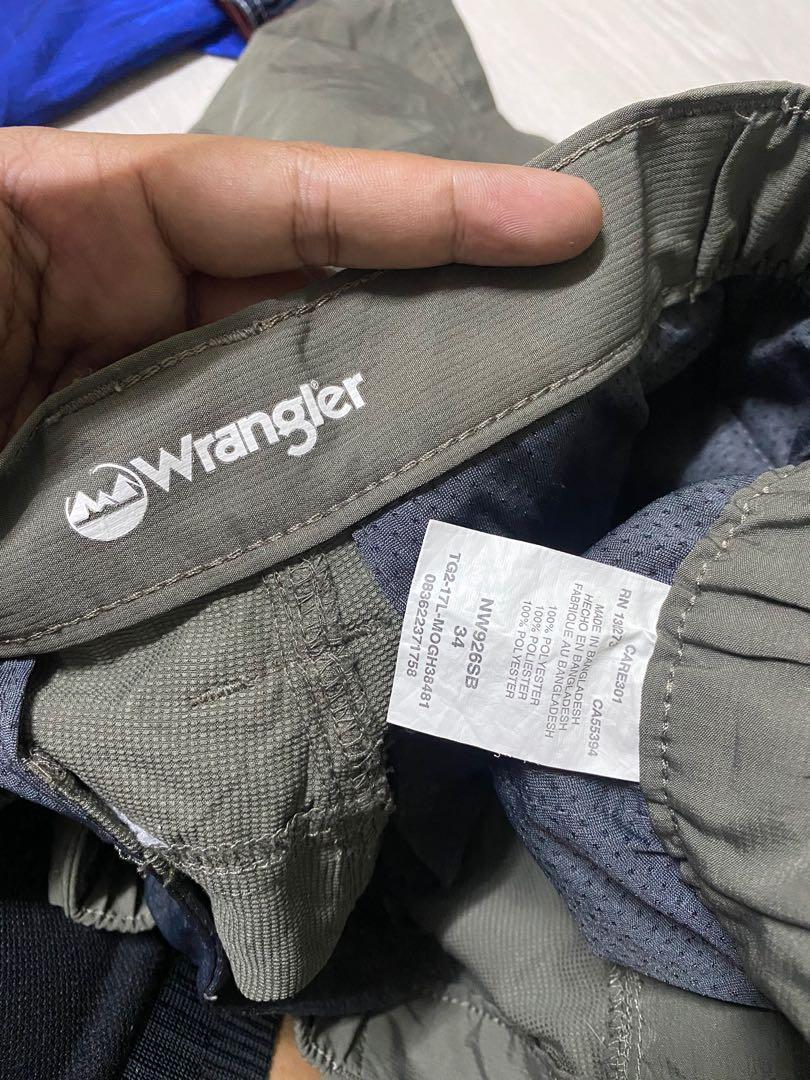 Wrangler®
RN CARE301
CA55394
MADE IN BANGLADESH
HECHO EN BANGLADESH
FABRIQUE AU BANGLADESH
100% POLYESTER
100% POLYESTER
100% POLYESTER
NW926SB
34
TG2-17L-MOGH38481
083622371758